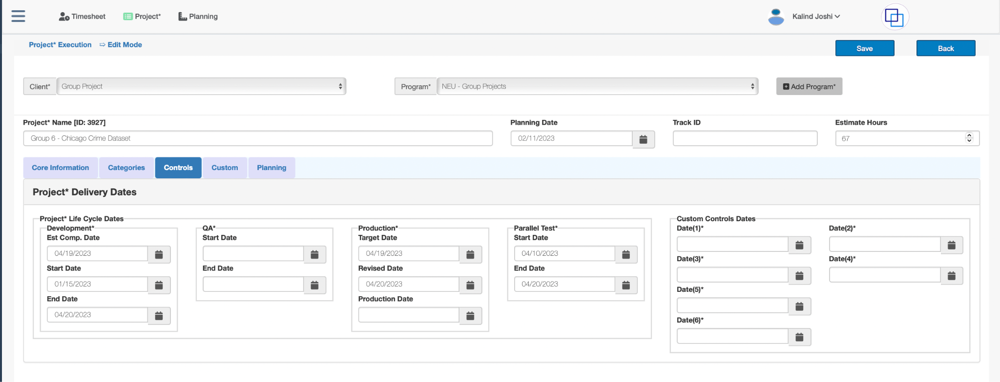 Timesheet Project* Planning Kalind Joshi
Project* Execution ⇨ Edit Mode Save Back
Client* Group Project Program* NEU - Group Projects Add Program*
Project* Name [ID: 3927] Planning Date Track ID Estimate Hours
Group 6 - Chicago Crime Dataset 02/11/2023 67
Core Information Categories Controls Custom Planning
Project* Delivery Dates
Project* Life Cycle Dates
Development*
Est Comp. Date
04/19/2023
Start Date
01/15/2023
End Date
04/20/2023
QA*
Start Date
End Date
Production*
Target Date
04/19/2023
Revised Date
04/20/2023
Production Date
Parallel Test*
Start Date
04/10/2023
End Date
04/20/2023
Custom Controls Dates
Date(1)* Date(2)*
Date(3)* Date(4)*
Date(5)*
Date(6)*